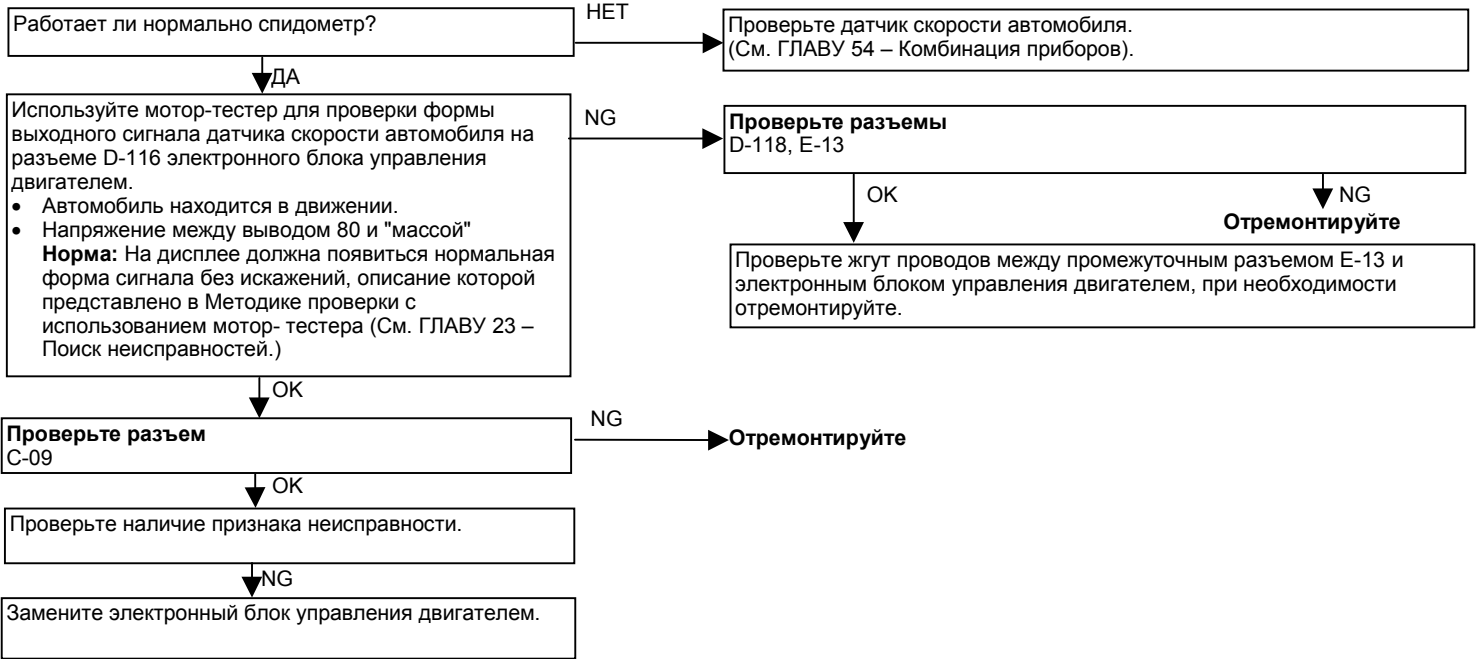 Работает ли нормально спидометр?
НЕТ
Проверьте датчик скорости автомобиля.
(См. ГЛАВУ 54 – Комбинация приборов).
ДА
Используйте мотор-тестер для проверки формы
выходного сигнала датчика скорости автомобиля на
разъеме D-116 электронного блока управления
двигателем.
• Автомобиль находится в движении.
• Напряжение между выводом 80 и "массой"
Норма: На дисплее должна появиться нормальная
форма сигнала без искажений, описание которой
представлено в Методике проверки с
использованием мотор- тестера (См. ГЛАВУ 23 –
Поиск неисправностей.)
NG
Проверьте разъемы
D-118, E-13
OK
NG
Отремонтируйте
Проверьте жгут проводов между промежуточным разъемом E-13 и
электронным блоком управления двигателем, при необходимости
отремонтируйте.
OK
Проверьте разъем
C-09
NG
Отремонтируйте
OK
Проверьте наличие признака неисправности.
NG
Замените электронный блок управления двигателем.